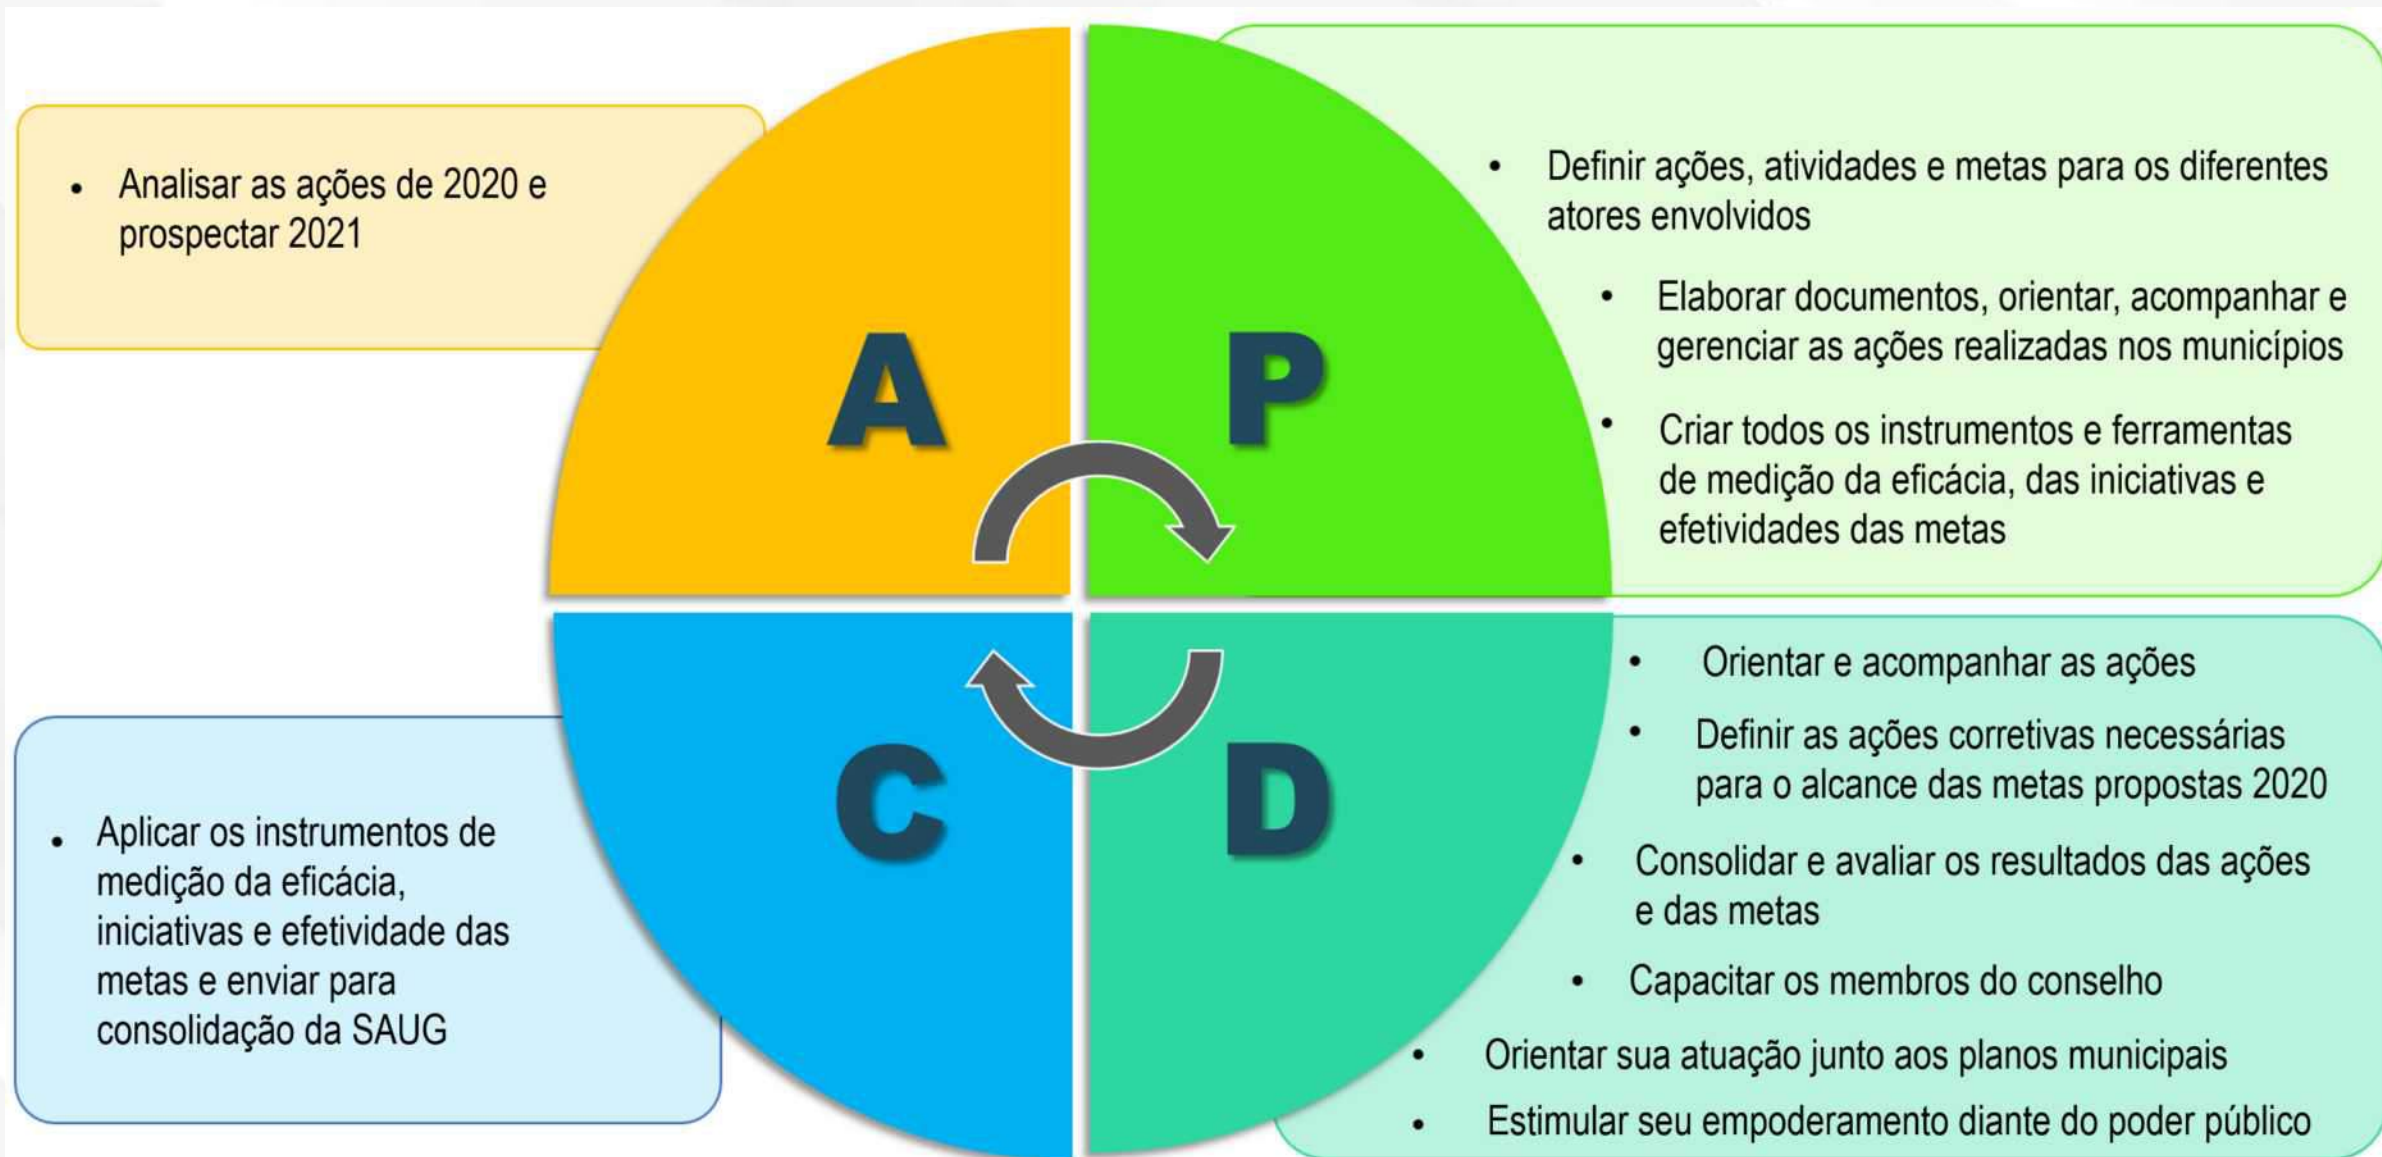 • Analisar as ações de 2020 e
prospectar 2021
A
P
• Definir ações, atividades e metas para os diferentes
atores envolvidos
• Elaborar documentos, orientar, acompanhar e
gerenciar as ações realizadas nos municípios
• Criar todos os instrumentos e ferramentas
de medição da eficácia, das iniciativas e
efetividades das metas
• Aplicar os instrumentos de
medição da eficácia,
iniciativas e efetividade das
metas e enviar para
consolidação da SAUG
C
D
• Orientar e acompanhar as ações
• Definir as ações corretivas necessárias
para o alcance das metas propostas 2020
• Consolidar e avaliar os resultados das ações
e das metas
• Capacitar os membros do conselho
• Orientar sua atuação junto aos planos municipais
• Estimular seu empoderamento diante do poder público